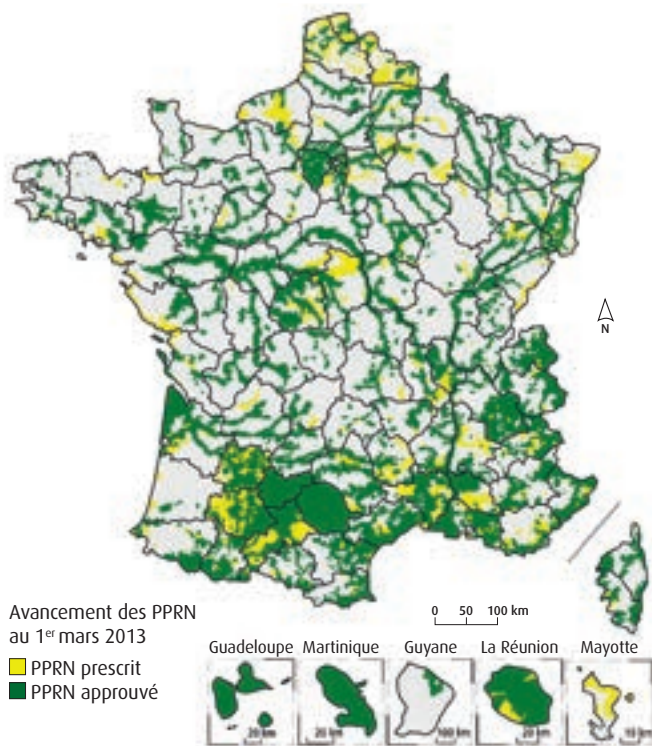 N
0 50 100 km
Avancement des PPRN
au 1er mars 2013
PPRN prescrit
PPRN approuvé
Guadeloupe
20 km
Martinique
20 km
Guyane
100 km
La Réunion
20 km
Mayotte
10 km